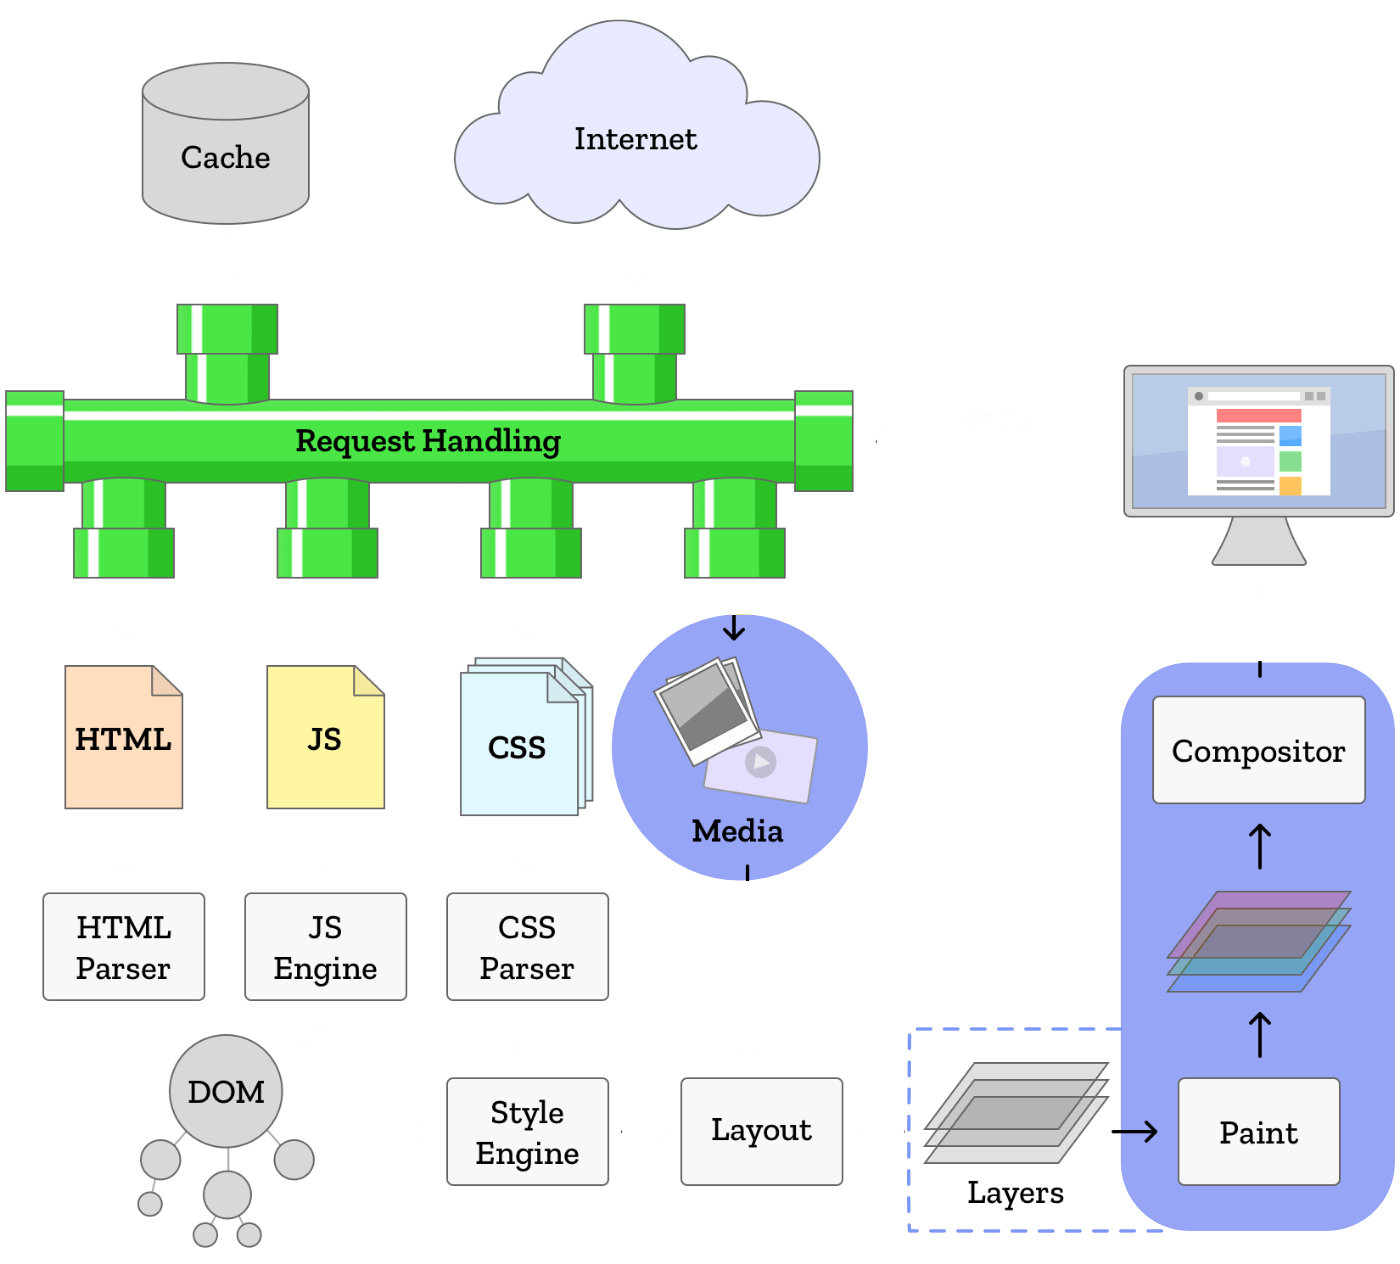 Cache
Internet
Request Handling
HTML
JS
CSS
Media
Compositor
HTML
Parser
JS
Engine
CSS
Parser
DOM
Style
Engine
Layout
Layers
Paint